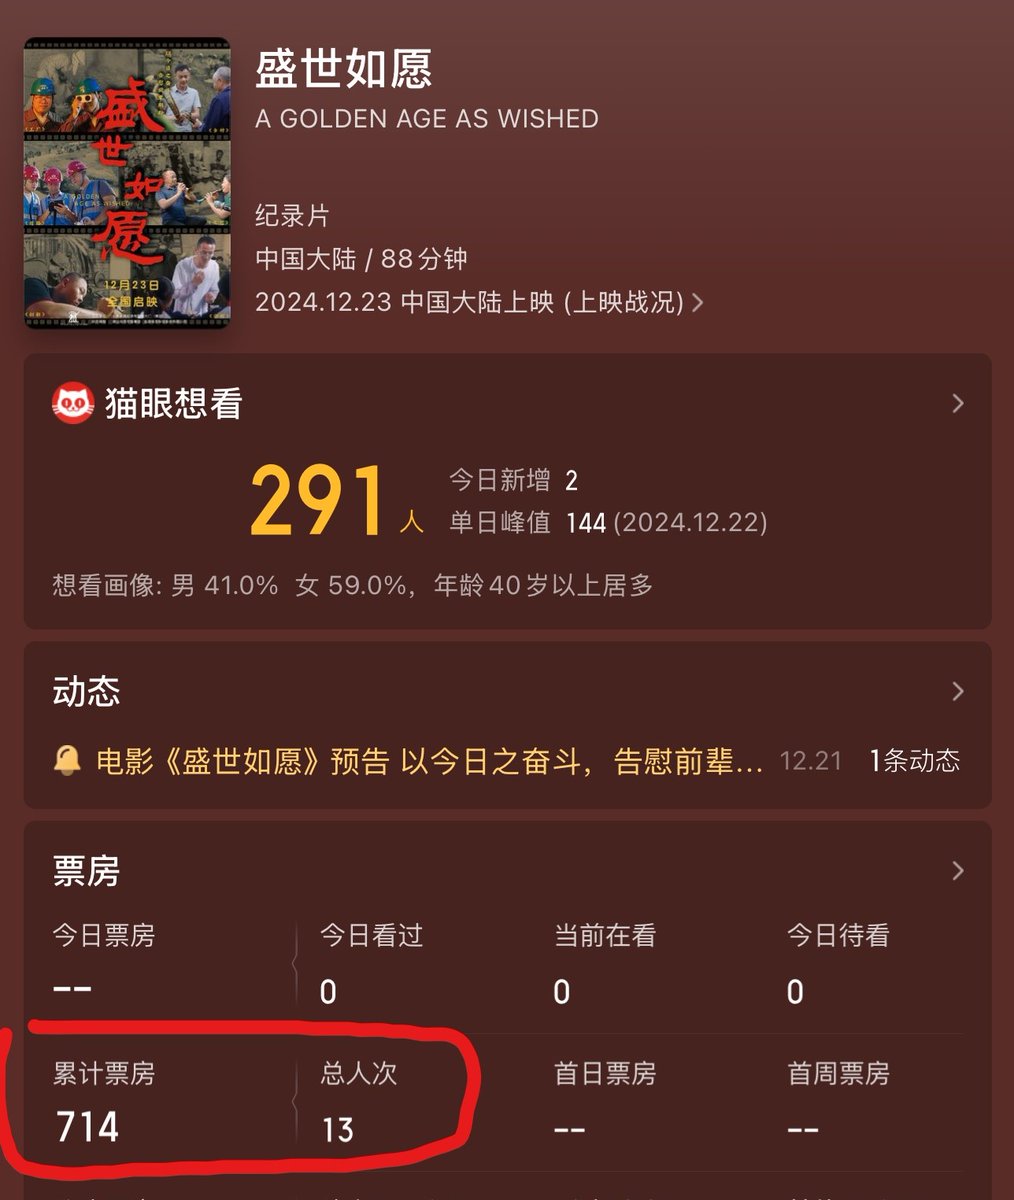 盛世如愿
A GOLDEN AGE AS WISHED
纪录片
中国大陆 / 88分钟
2024.12.23 中国大陆上映 (上映战况)
盛世如愿
A GOLDEN AGE AS WISHED
12月23日
全国启映
猫眼想看
291人
今日新增 2
单日峰值 144 (2024.12.22)
想看画像: 男 41.0% 女 59.0%，年龄40岁以上居多
动态
电影《盛世如愿》预告 以今日之奋斗，告慰前辈... 12.21 1条动态
票房
今日票房 今日看过 当前在看 今日待看
-- 0 0 0
累计票房 总人次 首日票房 首周票房
714 13 -- --